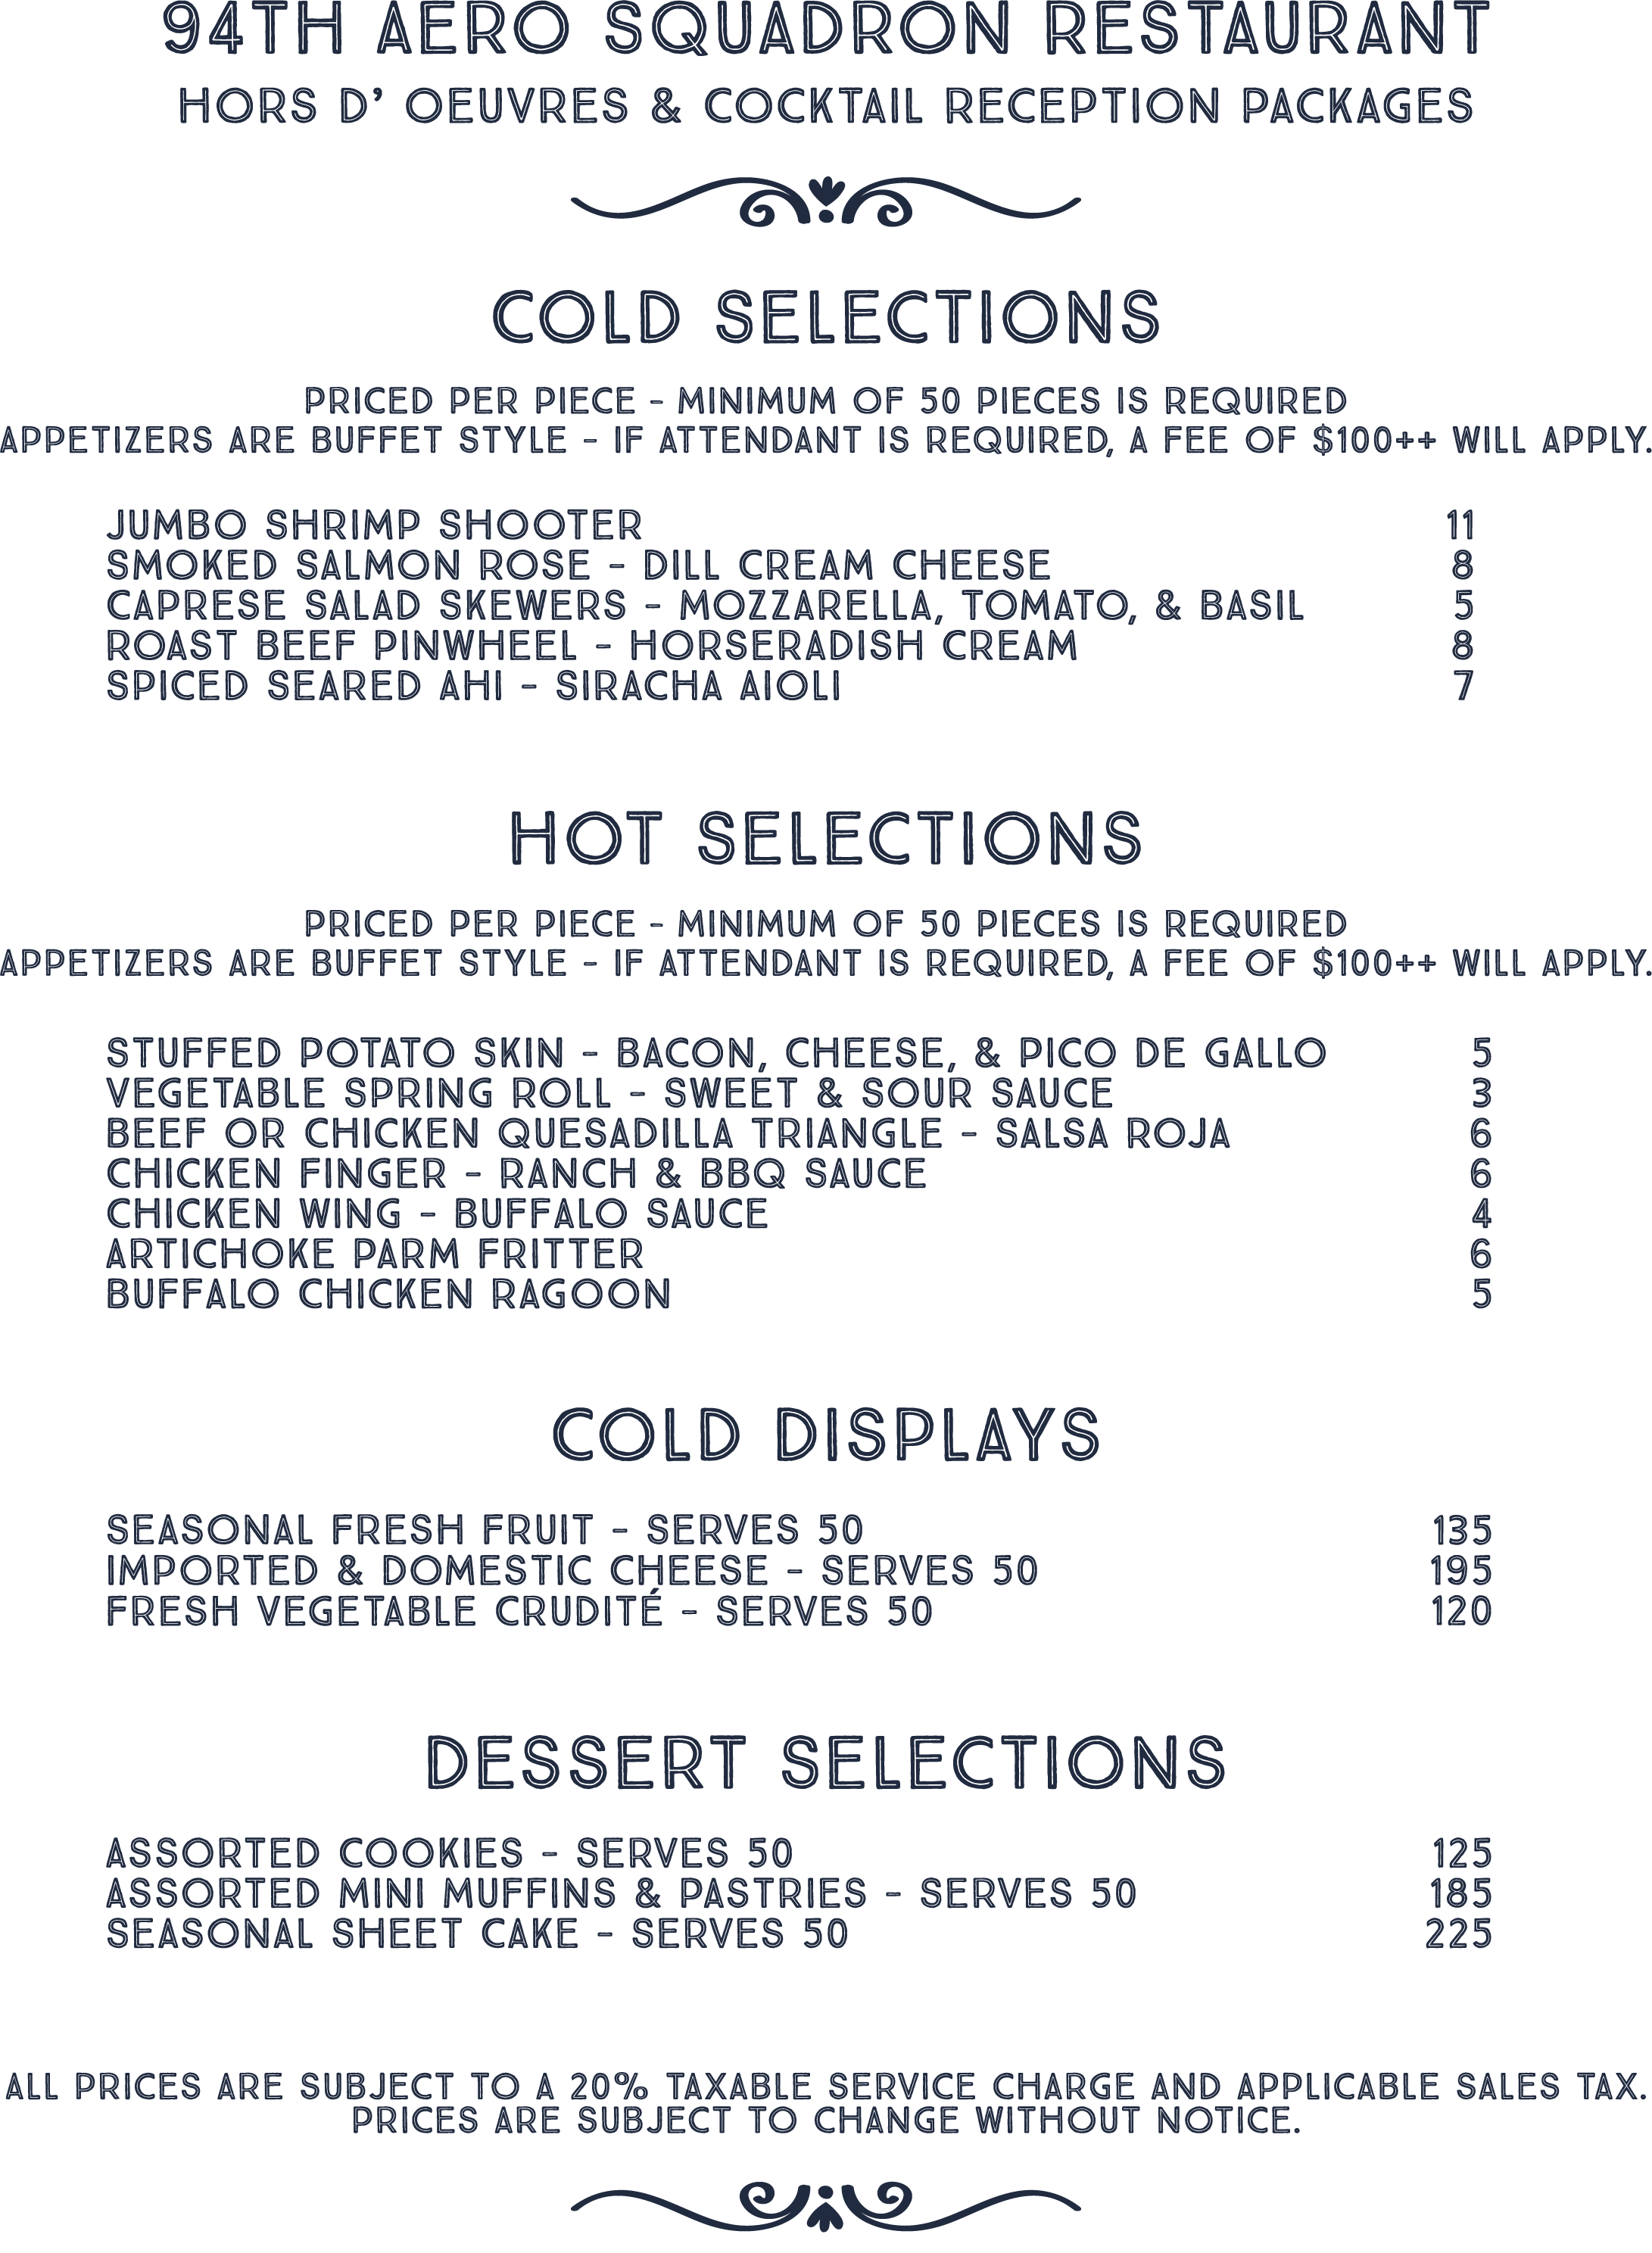 94TH AERO SQUADRON RESTAURANT
HORS D’ OEUVRES & COCKTAIL RECEPTION PACKAGES
COLD SELECTIONS
PRICED PER PIECE - MINIMUM OF 50 PIECES IS REQUIRED
APPETIZERS ARE BUFFET STYLE - IF ATTENDANT IS REQUIRED, A FEE OF $100++ WILL APPLY.
JUMBO SHRIMP SHOOTER 11
SMOKED SALMON ROSE - DILL CREAM CHEESE 8
CAPRESE SALAD SKEWERS - MOZZARELLA, TOMATO, & BASIL 5
ROAST BEEF PINWHEEL - HORSERADISH CREAM 8
SPICED SEARED AHI - SIRACHA AIOLI 7
HOT SELECTIONS
PRICED PER PIECE - MINIMUM OF 50 PIECES IS REQUIRED
APPETIZERS ARE BUFFET STYLE - IF ATTENDANT IS REQUIRED, A FEE OF $100++ WILL APPLY.
STUFFED POTATO SKIN - BACON, CHEESE, & PICO DE GALLO 5
VEGETABLE SPRING ROLL - SWEET & SOUR SAUCE 3
BEEF OR CHICKEN QUESADILLA TRIANGLE - SALSA ROJA 6
CHICKEN FINGER - RANCH & BBQ SAUCE 6
CHICKEN WING - BUFFALO SAUCE 4
ARTICHOKE PARM FRITTER 6
BUFFALO CHICKEN RAGOON 5
COLD DISPLAYS
SEASONAL FRESH FRUIT - SERVES 50 135
IMPORTED & DOMESTIC CHEESE - SERVES 50 195
FRESH VEGETABLE CRUDITÉ - SERVES 50 120
DESSERT SELECTIONS
ASSORTED COOKIES - SERVES 50 125
ASSORTED MINI MUFFINS & PASTRIES - SERVES 50 185
SEASONAL SHEET CAKE - SERVES 50 225
ALL PRICES ARE SUBJECT TO A 20% TAXABLE SERVICE CHARGE AND APPLICABLE SALES TAX.
PRICES ARE SUBJECT TO CHANGE WITHOUT NOTICE.